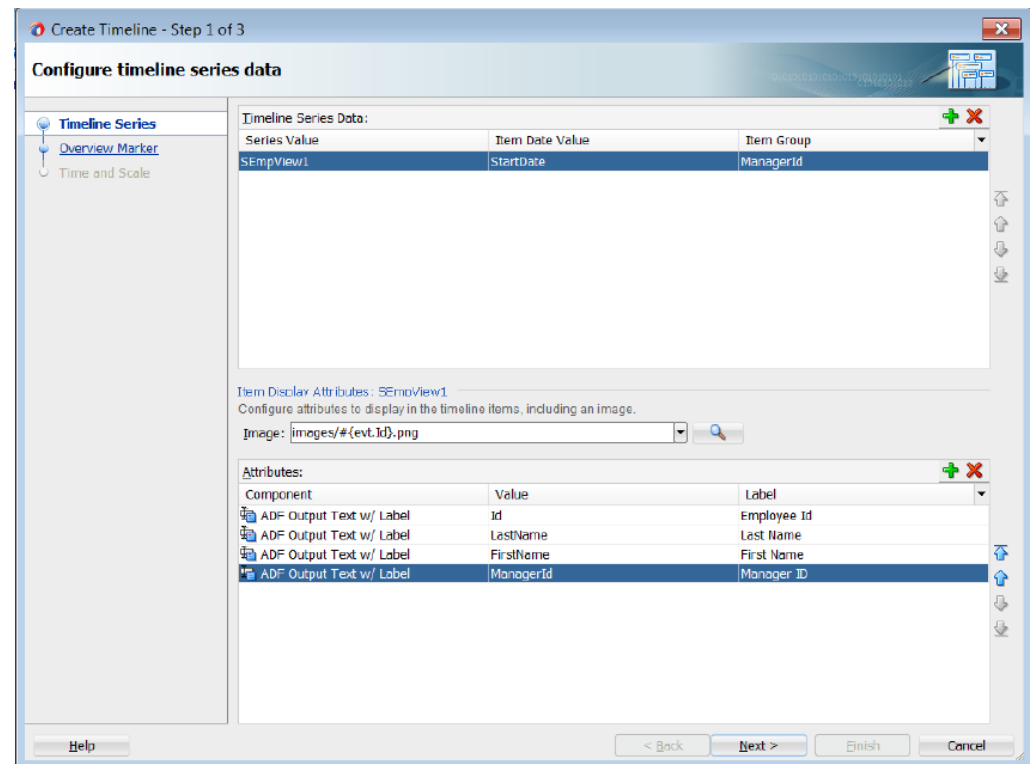 Create Timeline - Step 1 of 3
Configure timeline series data
Timeline Series
Overview Marker
Time and Scale
Timeline Series Data:
Series Value Item Date Value Item Group
SEmpView1 StartDate ManagerId
Item Display Attributes: SEmpView1
Configure attributes to display in the timeline items, including an image.
Image: images/#{evt.Id}.png
Attributes:
Component Value Label
ADF Output Text w/ Label Id Employee Id
ADF Output Text w/ Label LastName Last Name
ADF Output Text w/ Label FirstName First Name
ADF Output Text w/ Label ManagerId Manager ID
Help < Back Next > Finish Cancel